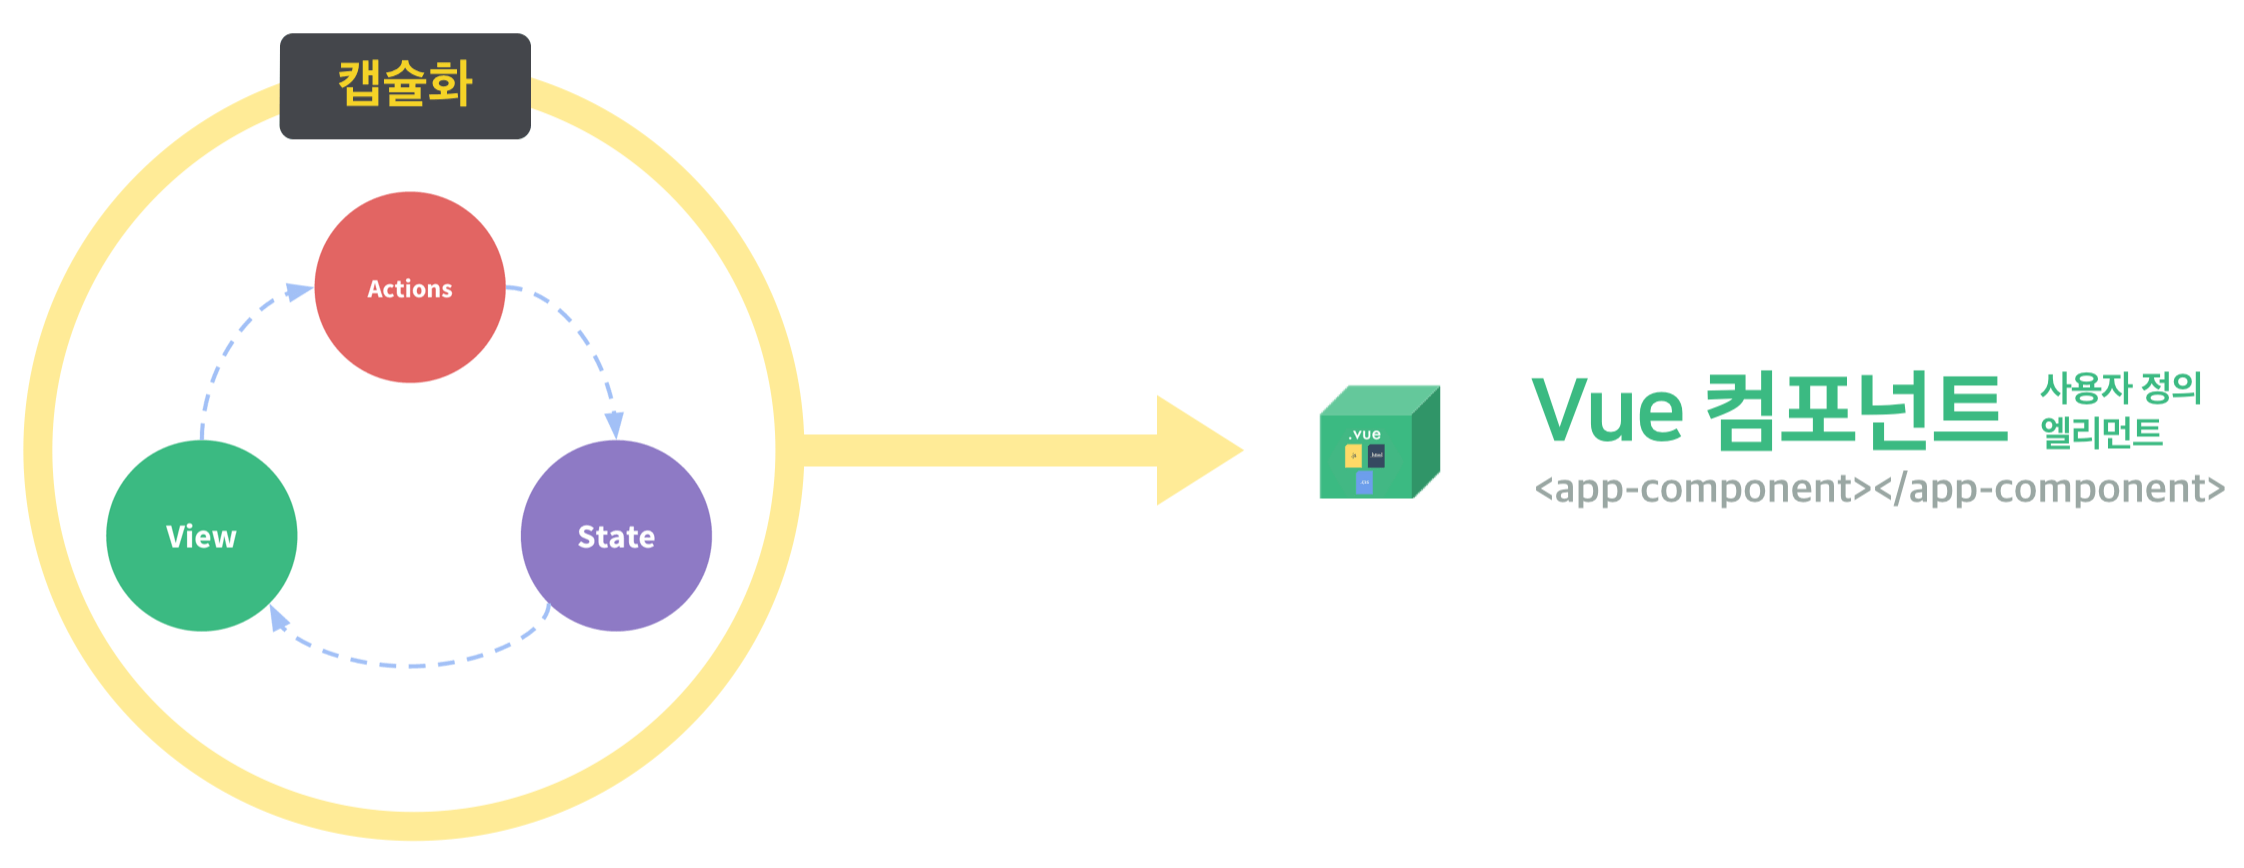 캡슐화
Actions
View
State
.vue
.js
.html
.css
Vue 컴포넌트
사용자 정의
엘리먼트
<app-component></app-component>